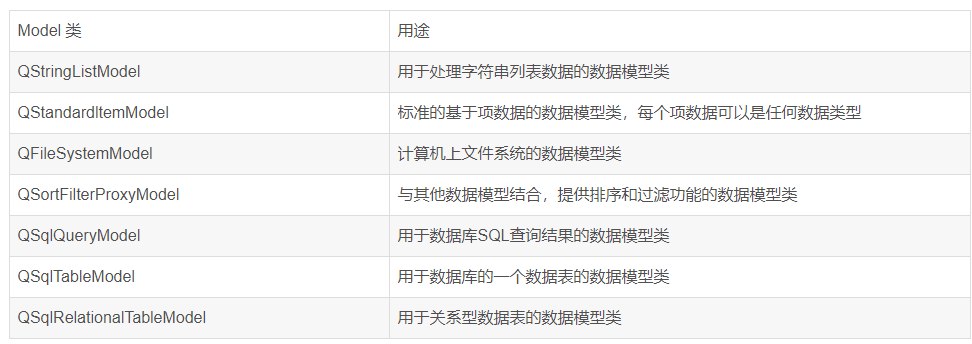 Model 类 用途
QStringListModel 用于处理字符串列表数据的数据模型类
QStandardItemModel 标准的基于项数据的数据模型类，每个项数据可以是任何数据类型
QFileSystemModel 计算机上文件系统的数据模型类
QSortFilterProxyModel 与其他数据模型结合，提供排序和过滤功能的数据模型类
QSqlQueryModel 用于数据库SQL查询结果的数据模型类
QSqlTableModel 用于数据库的一个数据表的数据模型类
QSqlRelationalTableModel 用于关系型数据表的数据模型类